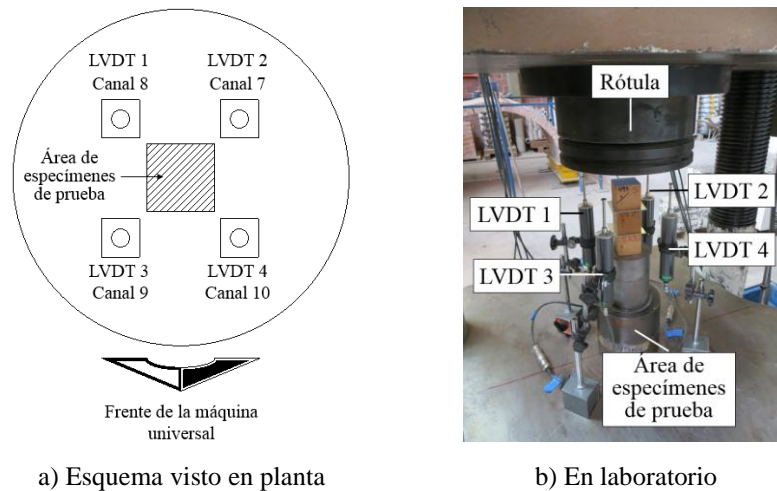 LVDT 1
Canal 8
LVDT 2
Canal 7
Área de
especímenes
de prueba
LVDT 3
Canal 9
LVDT 4
Canal 10
Frente de la máquina
universal
a) Esquema visto en planta
Rótula
LVDT 1
LVDT 2
LVDT 3
LVDT 4
Área de
especímenes
de prueba
b) En laboratorio